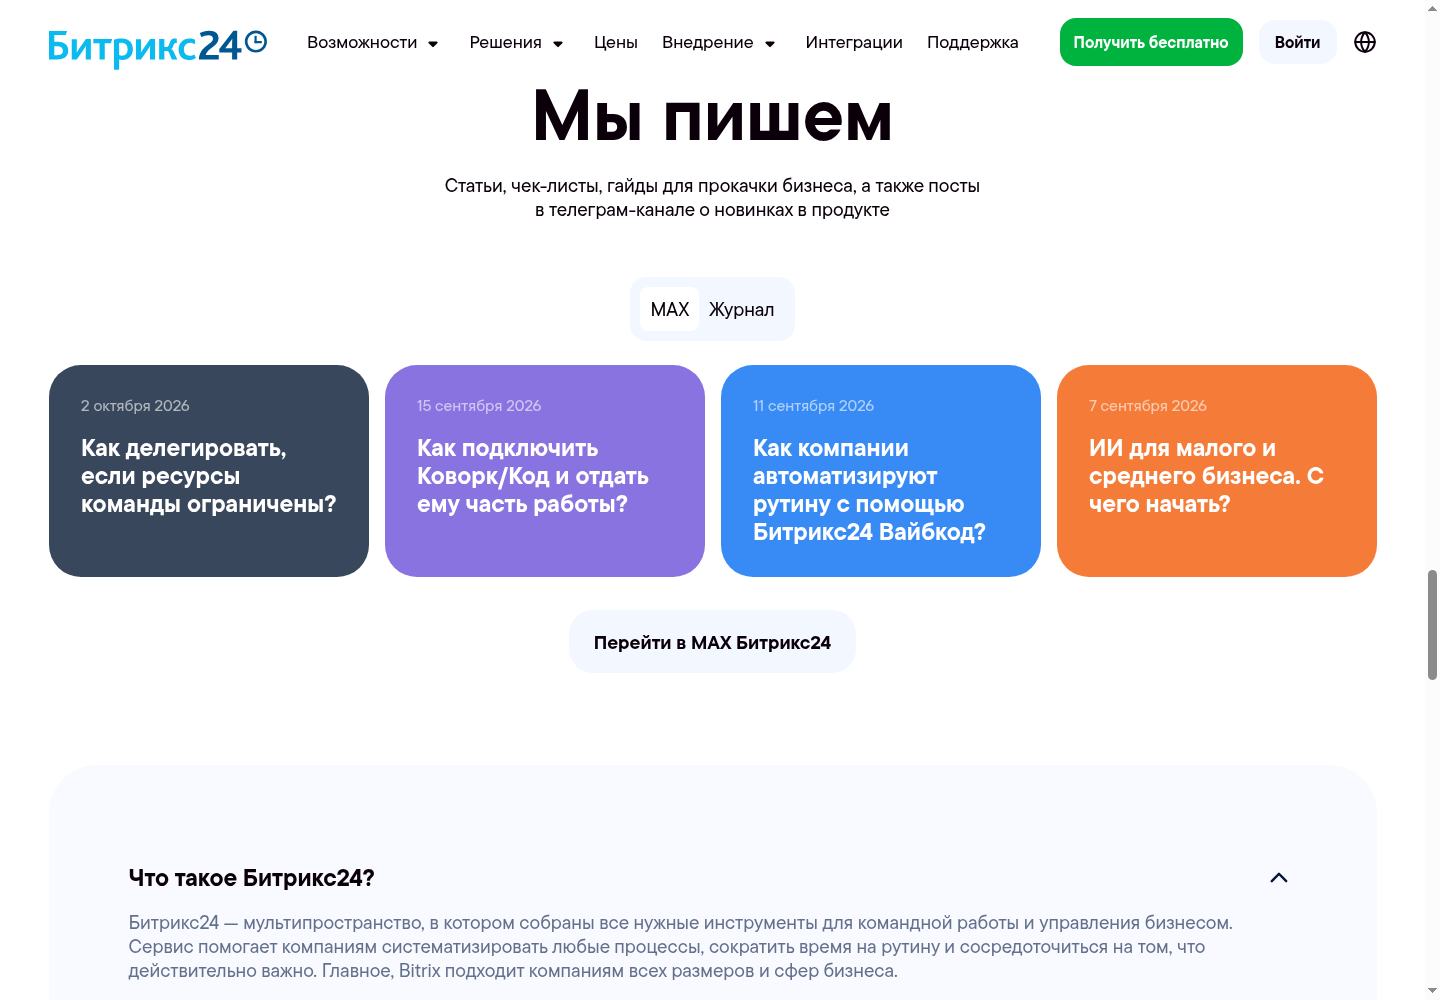 Битрикс24
Возможности
Решения
Цены
Внедрение
Интеграции
Поддержка
Получить бесплатно
Войти
Мы пишем
Статьи, чек-листы, гайды для прокачки бизнеса, а также посты
в телеграм-канале о новинках в продукте
MAX
Журнал
2 октября 2026
Как делегировать,
если ресурсы
команды ограничены?
15 сентября 2026
Как подключить
Коворк/Код и отдать
ему часть работы?
11 сентября 2026
Как компании
автоматизируют
рутину с помощью
Битрикс24 Вайбкод?
7 сентября 2026
ИИ для малого и
среднего бизнеса. С
чего начать?
Перейти в MAX Битрикс24
Что такое Битрикс24?
Битрикс24 — мультипространство, в котором собраны все нужные инструменты для командной работы и управления бизнесом.
Сервис помогает компаниям систематизировать любые процессы, сократить время на рутину и сосредоточиться на том, что
действительно важно. Главное, Bitrix подходит компаниям всех размеров и сфер бизнеса.